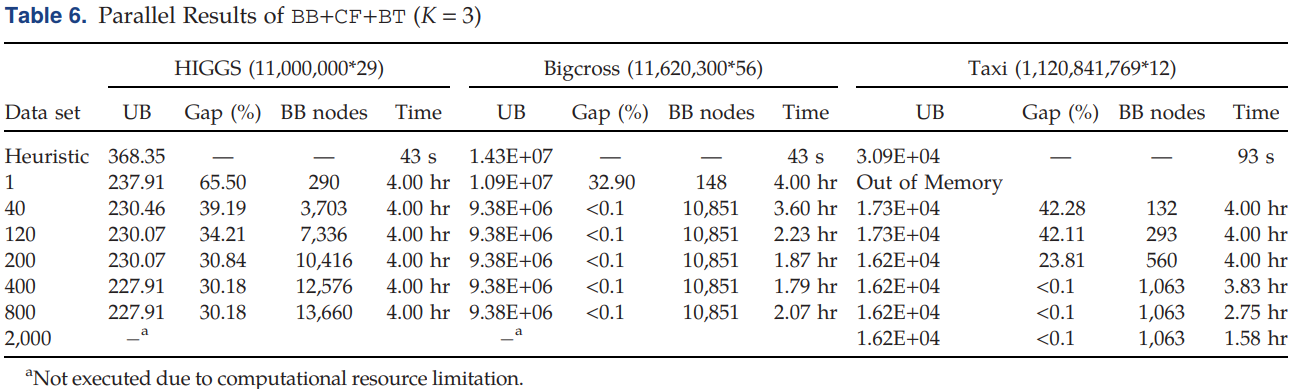 Table 6. Parallel Results of BB+CF+BT (K = 3)
HIGGS (11,000,000*29) Bigcross (11,620,300*56) Taxi (1,120,841,769*12)
Data set UB Gap (%) BB nodes Time UB Gap (%) BB nodes Time UB Gap (%) BB nodes Time
Heuristic 368.35 — — 43 s 1.43E+07 — — 43 s 3.09E+04 — — 93 s
1 237.91 65.50 290 4.00 hr 1.09E+07 32.90 148 4.00 hr Out of Memory
40 230.46 39.19 3,703 4.00 hr 9.38E+06 <0.1 10,851 3.60 hr 1.73E+04 42.28 132 4.00 hr
120 230.07 34.21 7,336 4.00 hr 9.38E+06 <0.1 10,851 2.23 hr 1.73E+04 42.11 293 4.00 hr
200 230.07 30.84 10,416 4.00 hr 9.38E+06 <0.1 10,851 1.87 hr 1.62E+04 23.81 560 4.00 hr
400 227.91 30.18 12,576 4.00 hr 9.38E+06 <0.1 10,851 1.79 hr 1.62E+04 <0.1 1,063 3.83 hr
800 227.91 30.18 13,660 4.00 hr 9.38E+06 <0.1 10,851 2.07 hr 1.62E+04 <0.1 1,063 2.75 hr
2,000 –a –a 1.62E+04 <0.1 1,063 1.58 hr
aNot executed due to computational resource limitation.